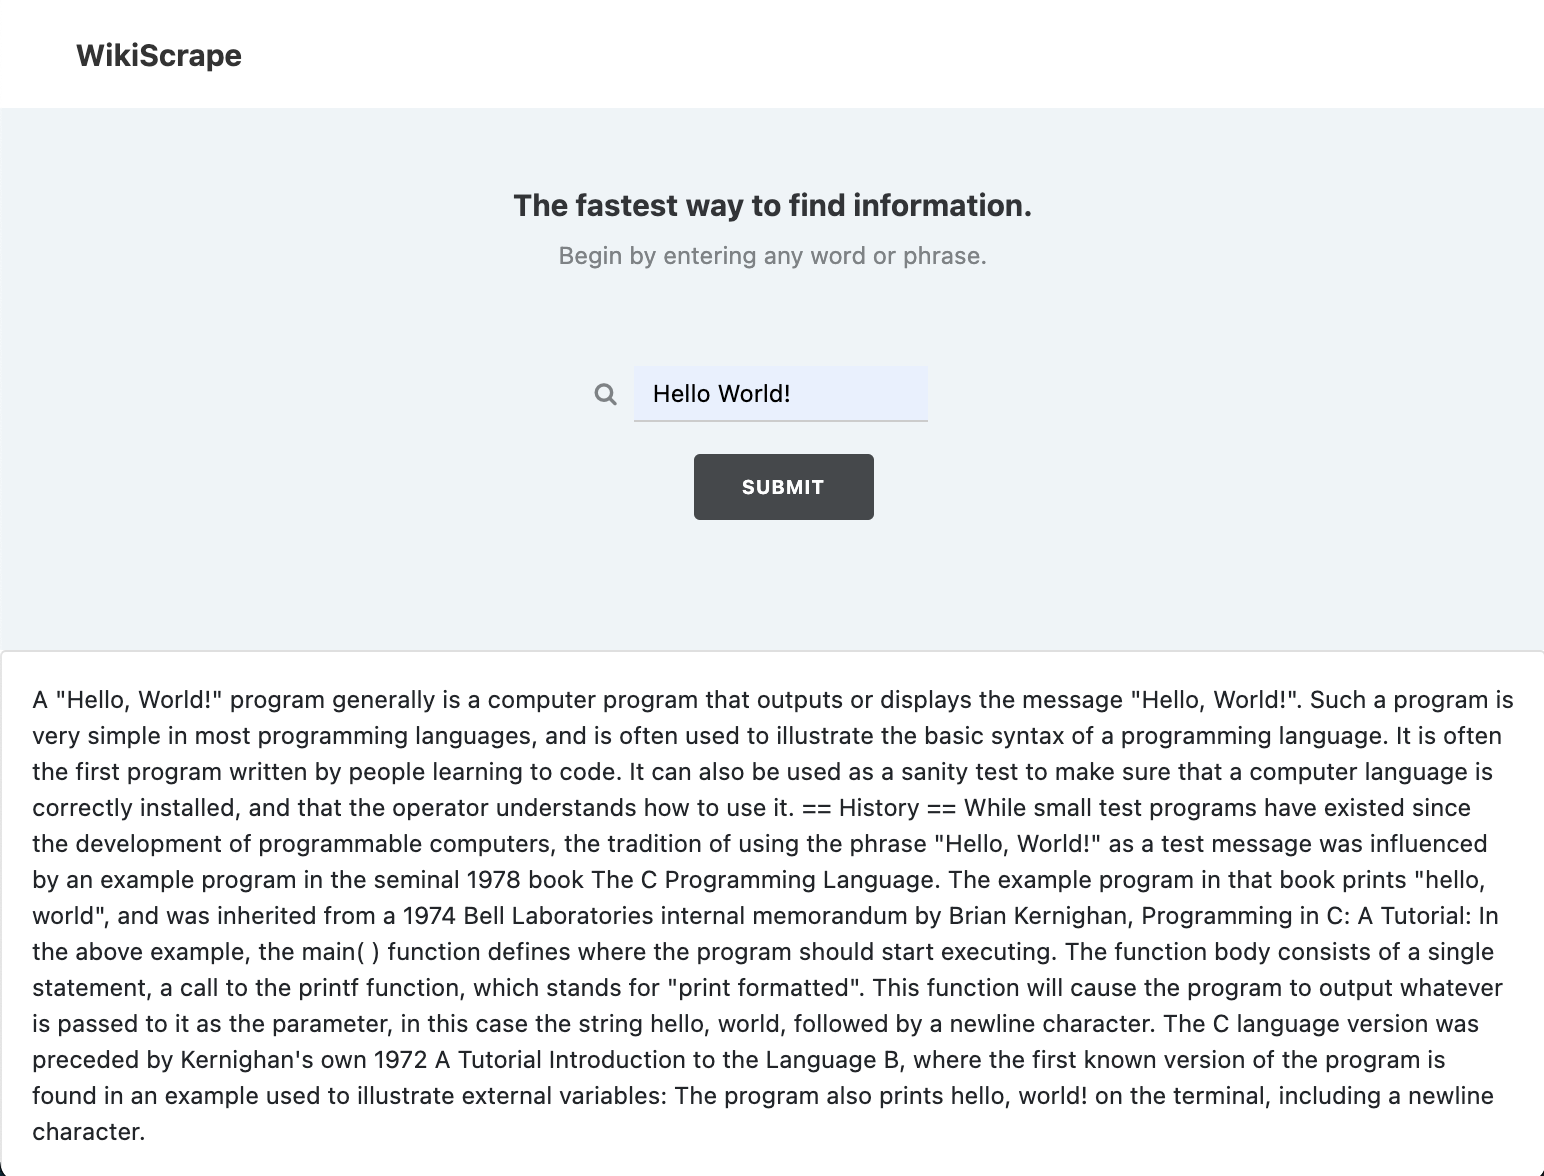 WikiScrape
The fastest way to find information.
Begin by entering any word or phrase.
Hello World!
SUBMIT
A "Hello, World!" program generally is a computer program that outputs or displays the message "Hello, World!". Such a program is
very simple in most programming languages, and is often used to illustrate the basic syntax of a programming language. It is often
the first program written by people learning to code. It can also be used as a sanity test to make sure that a computer language is
correctly installed, and that the operator understands how to use it. == History == While small test programs have existed since
the development of programmable computers, the tradition of using the phrase "Hello, World!" as a test message was influenced
by an example program in the seminal 1978 book The C Programming Language. The example program in that book prints "hello,
world", and was inherited from a 1974 Bell Laboratories internal memorandum by Brian Kernighan, Programming in C: A Tutorial: In
the above example, the main( ) function defines where the program should start executing. The function body consists of a single
statement, a call to the printf function, which stands for "print formatted". This function will cause the program to output whatever
is passed to it as the parameter, in this case the string hello, world, followed by a newline character. The C language version was
preceded by Kernighan's own 1972 A Tutorial Introduction to the Language B, where the first known version of the program is
found in an example used to illustrate external variables: The program also prints hello, world! on the terminal, including a newline
character.